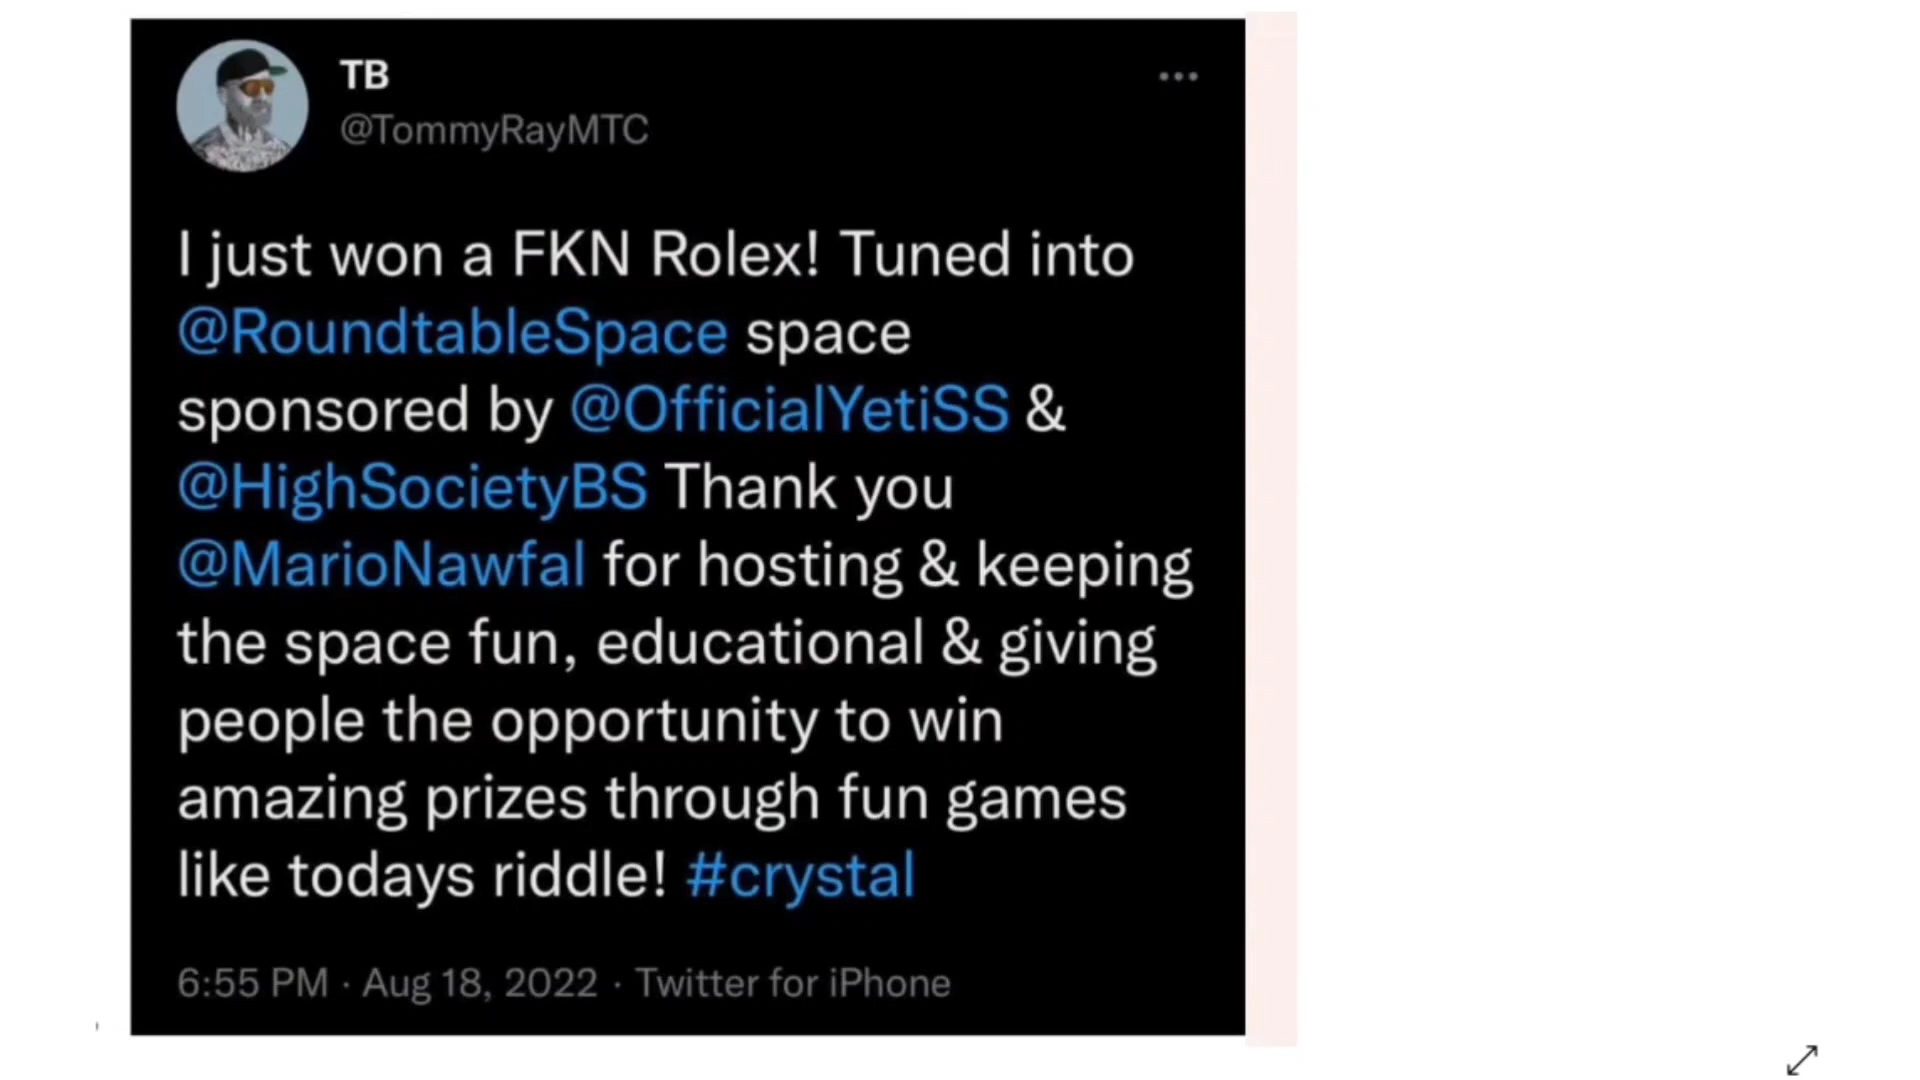 TB
@TommyRayMTC
I just won a FKN Rolex! Tuned into
@RoundtableSpace space
sponsored by @OfficialYetiSS &
@HighSocietyBS Thank you
@MarioNawfal for hosting & keeping
the space fun, educational & giving
people the opportunity to win
amazing prizes through fun games
like todays riddle! #crystal
6:55 PM · Aug 18, 2022 · Twitter for iPhone